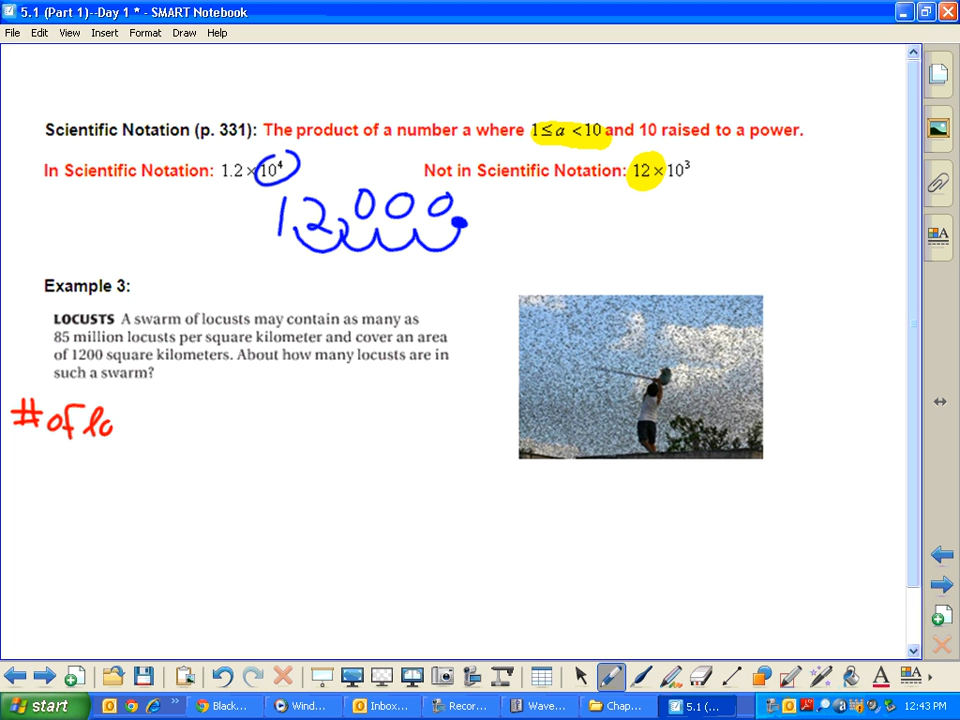 5.1 (Part 1)--Day 1 * - SMART Notebook
File Edit View Insert Format Draw Help
Scientific Notation (p. 331): The product of a number a where 1 ≤ a < 10 and 10 raised to a power.
In Scientific Notation: 1.2 × 10⁴ Not in Scientific Notation: 12 × 10³
12,000.
Example 3:
LOCUSTS A swarm of locusts may contain as many as
85 million locusts per square kilometer and cover an area
of 1200 square kilometers. About how many locusts are in
such a swarm?
# of lo
start Black... Wind... Inbox... Recor... Wave... Chap... 5.1 (... 12:43 PM